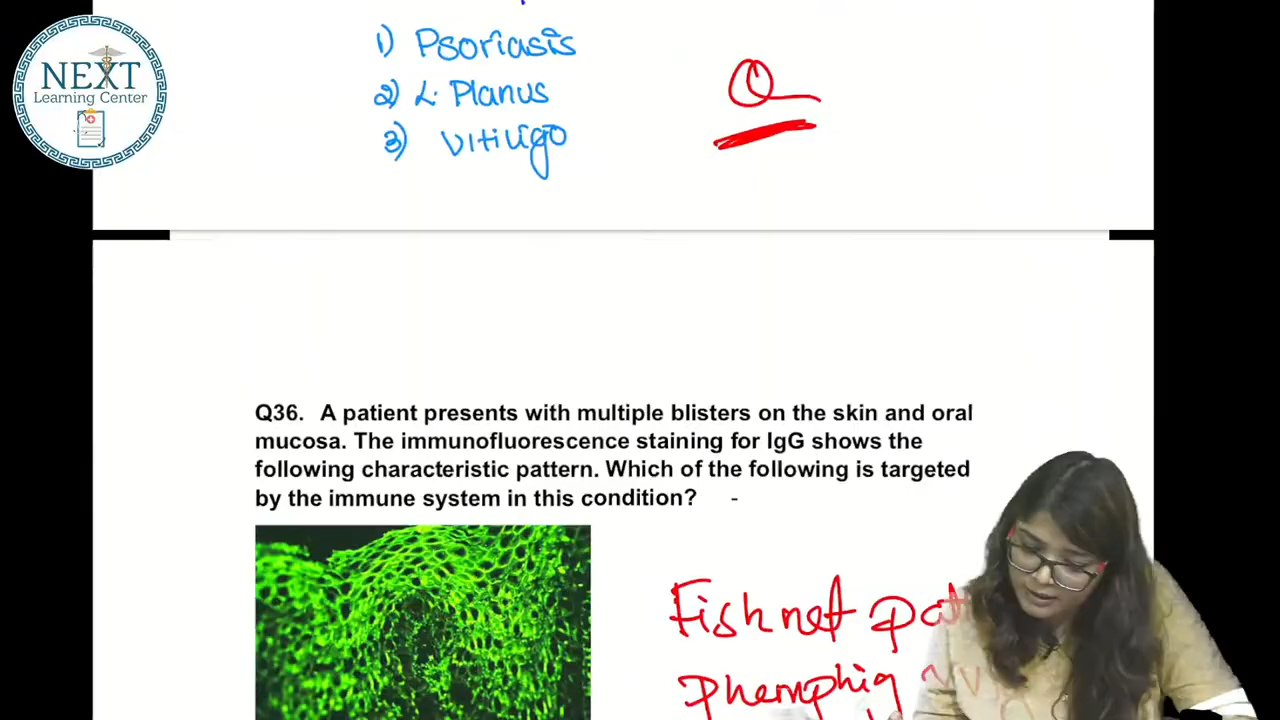 NEXT
Learning Center
1) Psoriasis
2) L. Planus
3) Vitiligo
Q36. A patient presents with multiple blisters on the skin and oral
mucosa. The immunofluorescence staining for IgG shows the
following characteristic pattern. Which of the following is targeted
by the immune system in this condition? -
Fishnet pat
phemphig